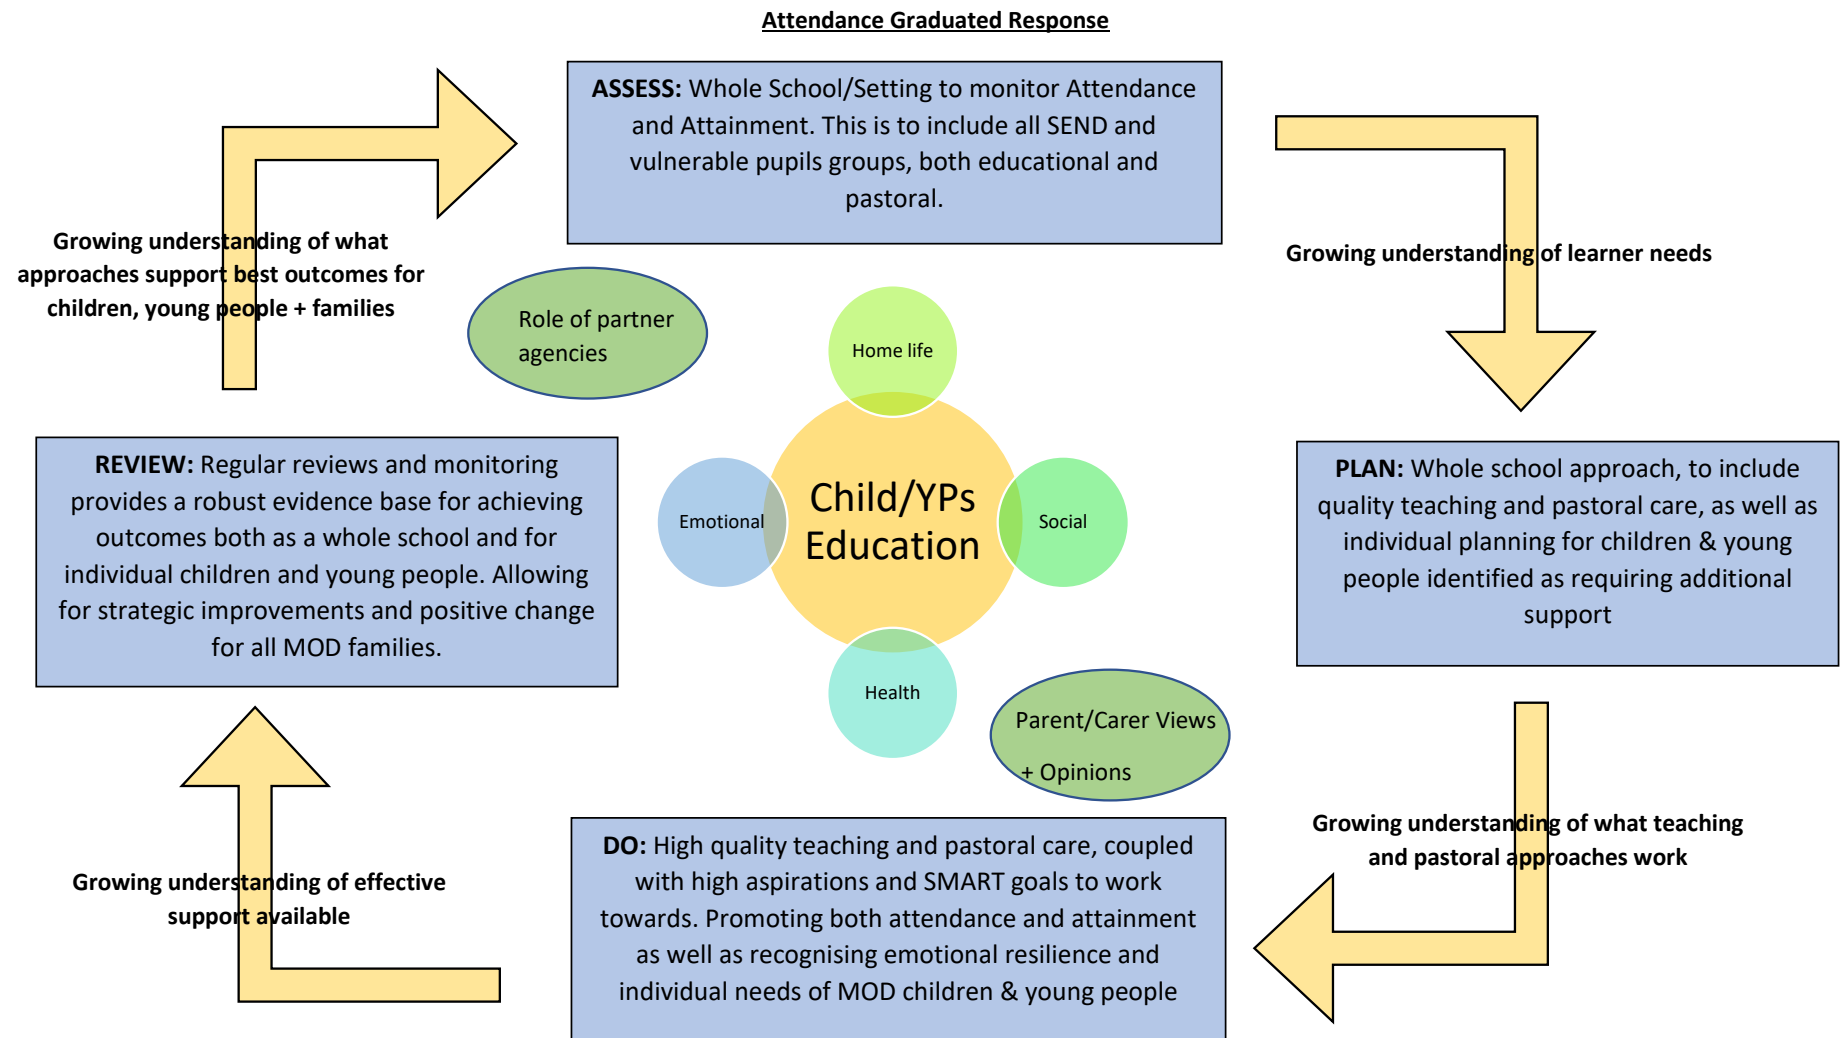 Attendance Graduated Response
ASSESS: Whole School/Setting to monitor Attendance
and Attainment. This is to include all SEND and
vulnerable pupils groups, both educational and
pastoral.
Growing understanding of what
approaches support best outcomes for
children, young people + families
Growing understanding of learner needs
Role of partner
agencies
Home life
Emotional
Child/YPs
Education
Social
Health
REVIEW: Regular reviews and monitoring
provides a robust evidence base for achieving
outcomes both as a whole school and for
individual children and young people. Allowing
for strategic improvements and positive change
for all MOD families.
PLAN: Whole school approach, to include
quality teaching and pastoral care, as well as
individual planning for children & young
people identified as requiring additional
support
Parent/Carer Views
+ Opinions
Growing understanding of what teaching
and pastoral approaches work
DO: High quality teaching and pastoral care, coupled
with high aspirations and SMART goals to work
towards. Promoting both attendance and attainment
as well as recognising emotional resilience and
individual needs of MOD children & young people
Growing understanding of effective
support available